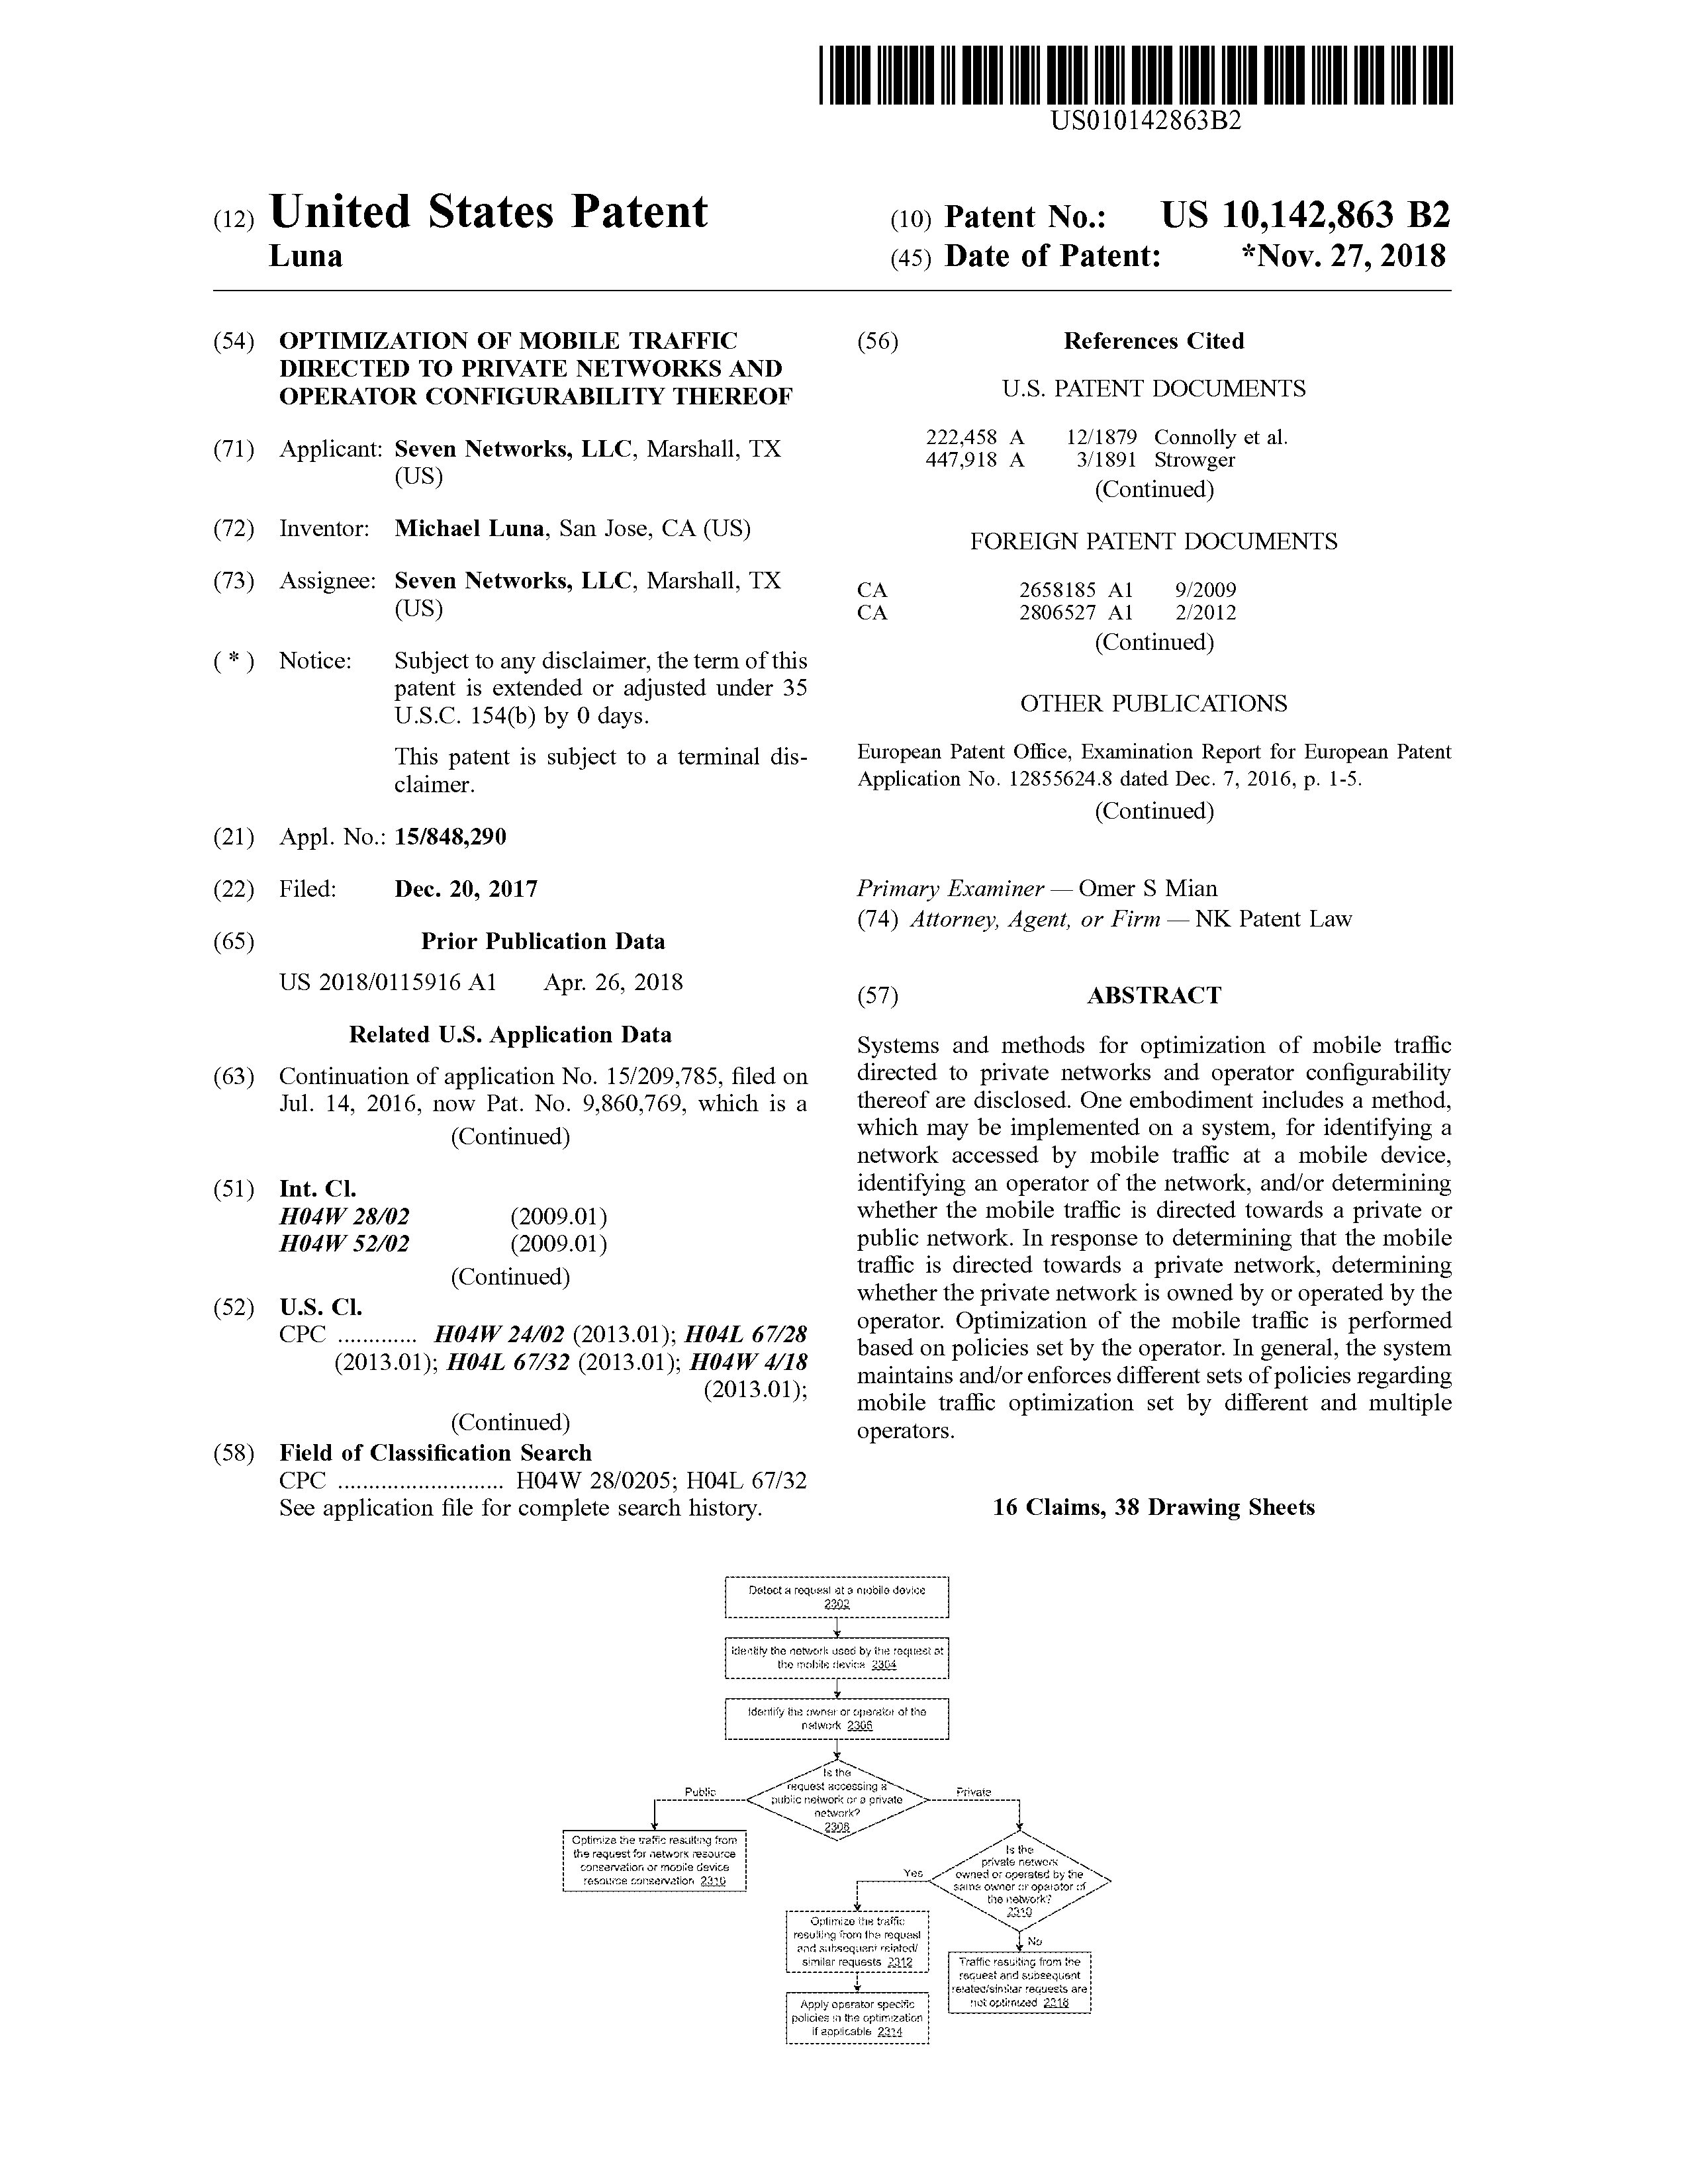 US010142863B2
(12) United States Patent
Luna
(10) Patent No.: US 10,142,863 B2
(45) Date of Patent: *Nov. 27, 2018
(54) OPTIMIZATION OF MOBILE TRAFFIC
DIRECTED TO PRIVATE NETWORKS AND
OPERATOR CONFIGURABILITY THEREOF
(71) Applicant: Seven Networks, LLC, Marshall, TX
(US)
(72) Inventor: Michael Luna, San Jose, CA (US)
(73) Assignee: Seven Networks, LLC, Marshall, TX
(US)
( * ) Notice: Subject to any disclaimer, the term of this
patent is extended or adjusted under 35
U.S.C. 154(b) by 0 days.
This patent is subject to a terminal dis-
claimer.
(21) Appl. No.: 15/848,290
(22) Filed: Dec. 20, 2017
(65) Prior Publication Data
US 2018/0115916 A1 Apr. 26, 2018
Related U.S. Application Data
(63) Continuation of application No. 15/209,785, filed on
Jul. 14, 2016, now Pat. No. 9,860,769, which is a
(Continued)
(51) Int. Cl.
H04W 28/02 (2009.01)
H04W 52/02 (2009.01)
(Continued)
(52) U.S. Cl.
CPC ............. H04W 24/02 (2013.01); H04L 67/28
(2013.01); H04L 67/32 (2013.01); H04W 4/18
(2013.01);
(Continued)
(58) Field of Classification Search
CPC ........................... H04W 28/0205; H04L 67/32
See application file for complete search history.
(56) References Cited
U.S. PATENT DOCUMENTS
222,458 A 12/1879 Connolly et al.
447,918 A 3/1891 Strowger
(Continued)
FOREIGN PATENT DOCUMENTS
CA 2658185 A1 9/2009
CA 2806527 A1 2/2012
(Continued)
OTHER PUBLICATIONS
European Patent Office, Examination Report for European Patent
Application No. 12855624.8 dated Dec. 7, 2016, p. 1-5.
(Continued)
Primary Examiner — Omer S Mian
(74) Attorney, Agent, or Firm — NK Patent Law
(57) ABSTRACT
Systems and methods for optimization of mobile traffic
directed to private networks and operator configurability
thereof are disclosed. One embodiment includes a method,
which may be implemented on a system, for identifying a
network accessed by mobile traffic at a mobile device,
identifying an operator of the network, and/or determining
whether the mobile traffic is directed towards a private or
public network. In response to determining that the mobile
traffic is directed towards a private network, determining
whether the private network is owned by or operated by the
operator. Optimization of the mobile traffic is performed
based on policies set by the operator. In general, the system
maintains and/or enforces different sets of policies regarding
mobile traffic optimization set by different and multiple
operators.
16 Claims, 38 Drawing Sheets
Detect a request at a mobile device
2302
Identify the network used by the request at
the mobile device 2304
Identify the owner or operator of the
network 2306
Is the
request accessing a
public network or a private
network?
2308
Public
Private
Optimize the traffic resulting from
the request for network resource
conservation or mobile device
resource conservation 2316
Is the
private network
owned or operated by the
same owner or operator of
the network?
2310
Yes
No
Optimize the traffic
resulting from the request
and subsequent related/
similar requests 2312
Traffic resulting from the
request and subsequent
related/similar requests are
not optimized 2318
Apply operator specific
policies in the optimization
if applicable 2314